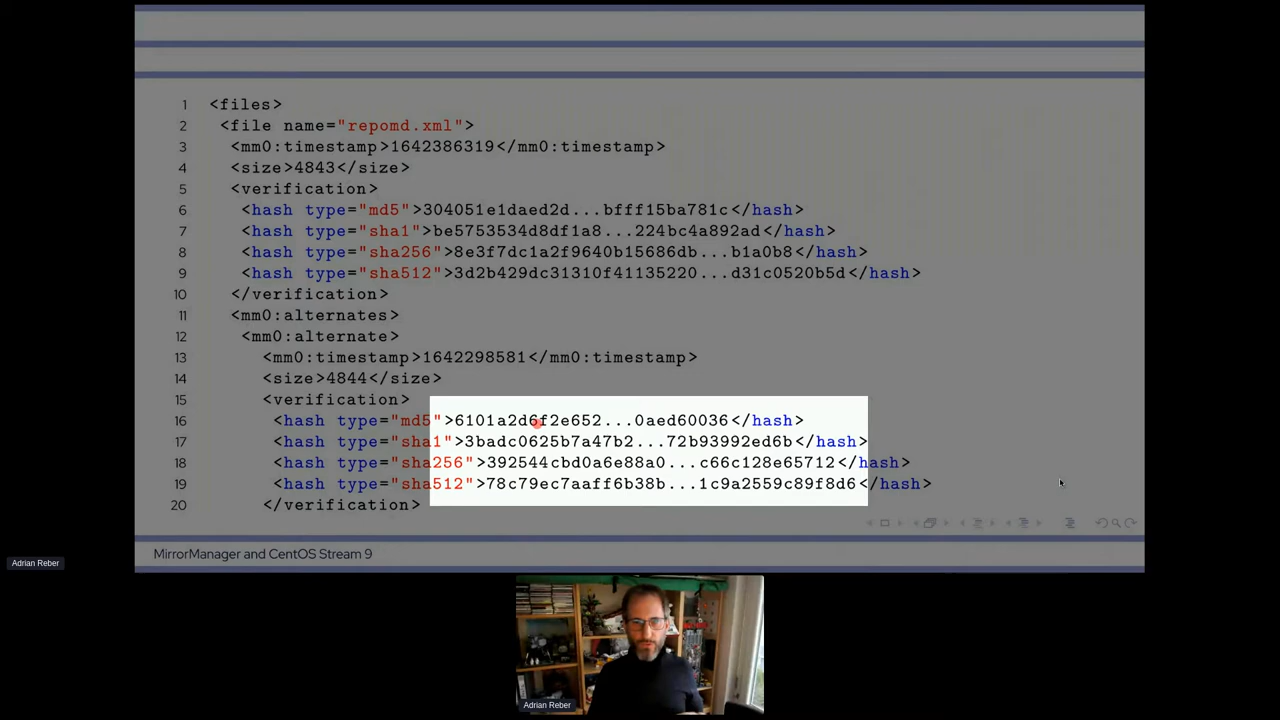 1 <files>
2 <file name="repomd.xml">
3 <mm0:timestamp>1642386319</mm0:timestamp>
4 <size>4843</size>
5 <verification>
6 <hash type="md5">304051e1daed2d...bfff15ba781c</hash>
7 <hash type="sha1">be5753534d8df1a8...224bc4a892ad</hash>
8 <hash type="sha256">8e3f7dc1a2f9640b15686db...b1a0b8</hash>
9 <hash type="sha512">3d2b429dc31310f41135220...d31c0520b5d</hash>
10 </verification>
11 <mm0:alternates>
12 <mm0:alternate>
13 <mm0:timestamp>1642298581</mm0:timestamp>
14 <size>4844</size>
15 <verification>
16 <hash type="md5">6101a2d6f2e652...0aed60036</hash>
17 <hash type="sha1">3badc0625b7a47b2...72b93992ed6b</hash>
18 <hash type="sha256">392544cbd0a6e88a0...c66c128e65712</hash>
19 <hash type="sha512">78c79ec7aaff6b38b...1c9a2559c89f8d6</hash>
20 </verification>
MirrorManager and CentOS Stream 9
Adrian Reber
Adrian Reber